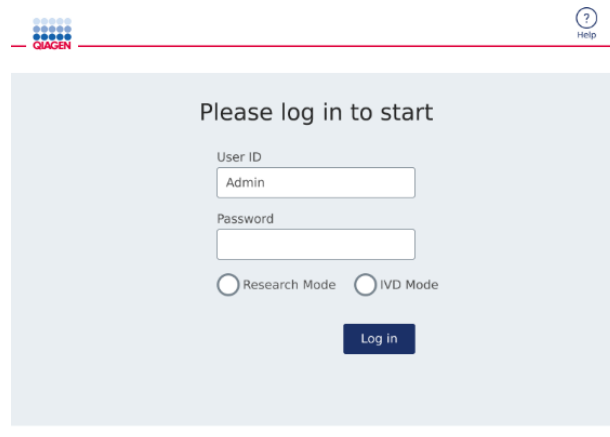 QIAGEN
?
Help
Please log in to start
User ID
Admin
Password
Research Mode IVD Mode
Log in